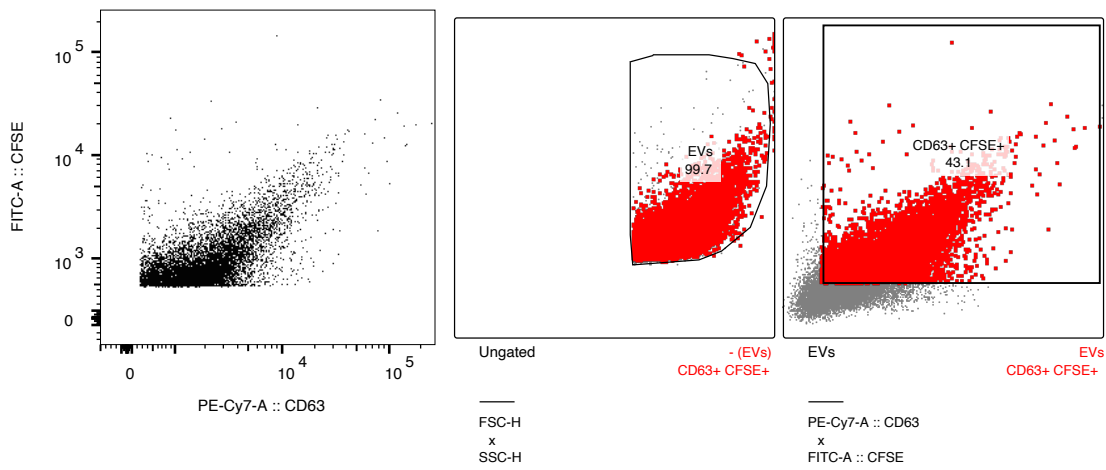 FITC-A :: CFSE
10^5
10^4
10^3
0
0
10^4
10^5
PE-Cy7-A :: CD63
EVs
99.7
Ungated
- (EVs)
CD63+ CFSE+
FSC-H
x
SSC-H
CD63+ CFSE+
43.1
EVs
EVs
CD63+ CFSE+
PE-Cy7-A :: CD63
x
FITC-A :: CFSE